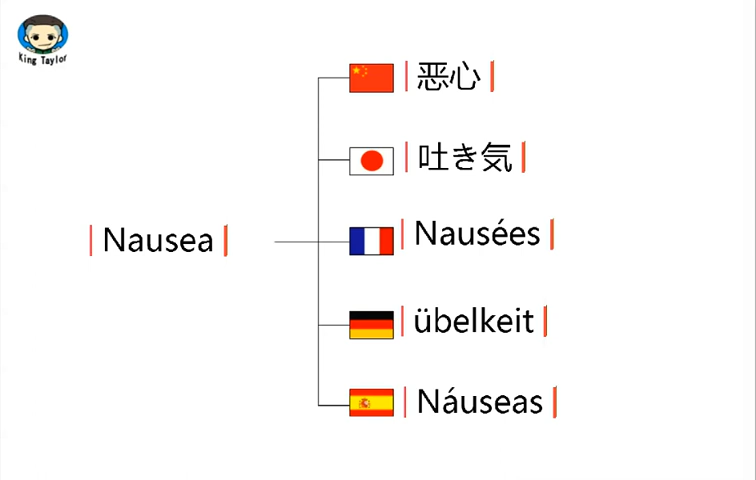 King Taylor
恶心
吐き気
Nausea
Nausées
übelkeit
Náuseas